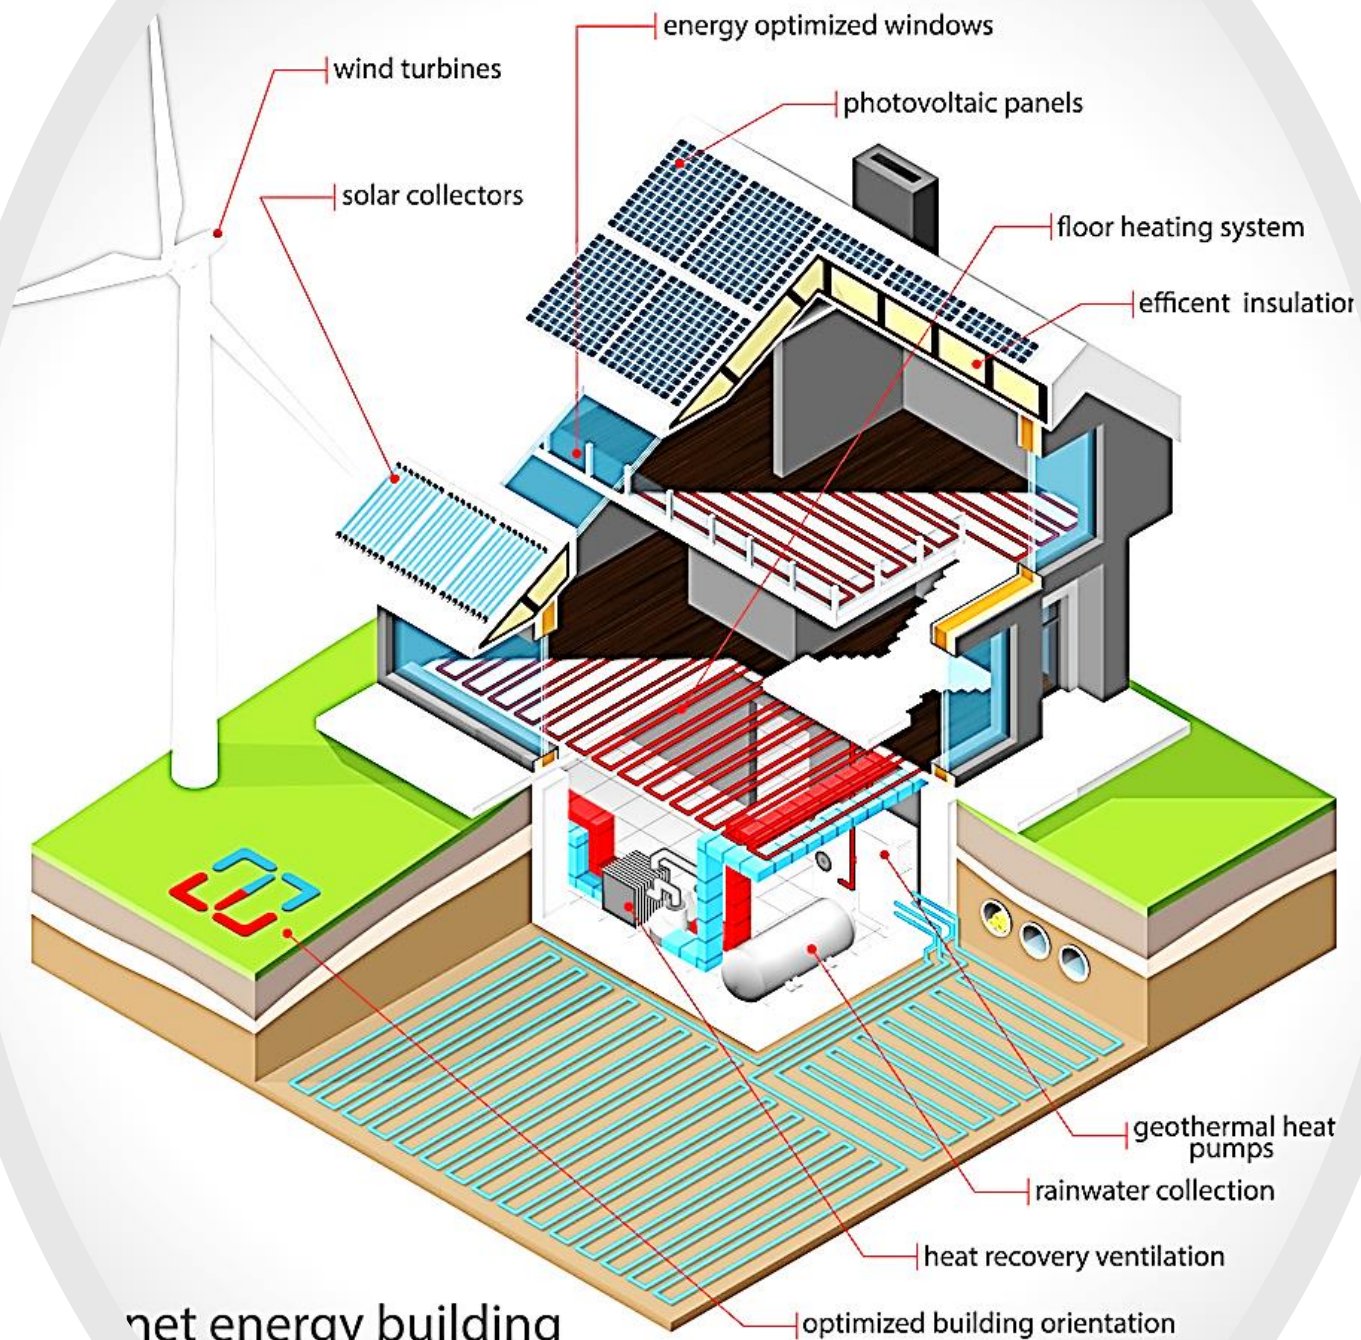 energy optimized windows
wind turbines
photovoltaic panels
solar collectors
floor heating system
efficent insulation
geothermal heat
pumps
rainwater collection
heat recovery ventilation
net energy building
optimized building orientation